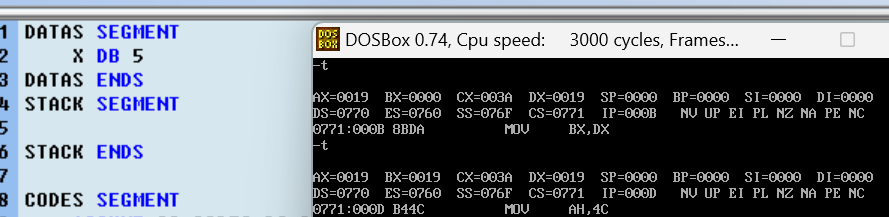 1 DATAS SEGMENT
2 X DB 5
3 DATAS ENDS
4 STACK SEGMENT
5
6 STACK ENDS
7
8 CODES SEGMENT
DOS BOX DOSBox 0.74, Cpu speed: 3000 cycles, Frames...
-t
AX=0019 BX=0000 CX=003A DX=0019 SP=0000 BP=0000 SI=0000 DI=0000
DS=0770 ES=0760 SS=076F CS=0771 IP=000B NV UP EI PL NZ NA PE NC
0771:000B 8BDA MOV BX,DX
-t
AX=0019 BX=0019 CX=003A DX=0019 SP=0000 BP=0000 SI=0000 DI=0000
DS=0770 ES=0760 SS=076F CS=0771 IP=000D NV UP EI PL NZ NA PE NC
0771:000D B44C MOV AH,4C